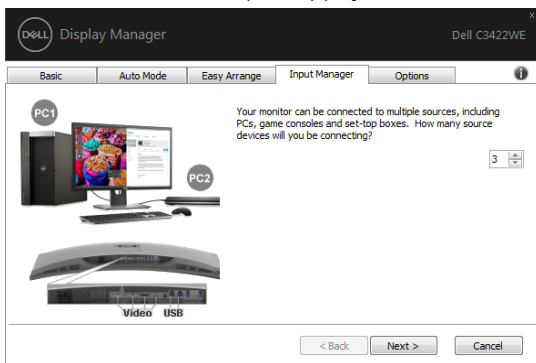 DELL Display Manager
Dell C3422WE
x
Basic
Auto Mode
Easy Arrange
Input Manager
Options
i
PC1
PC2
Your monitor can be connected to multiple sources, including
PCs, game consoles and set-top boxes. How many source
devices will you be connecting?
3
Video USB
< Back
Next >
Cancel